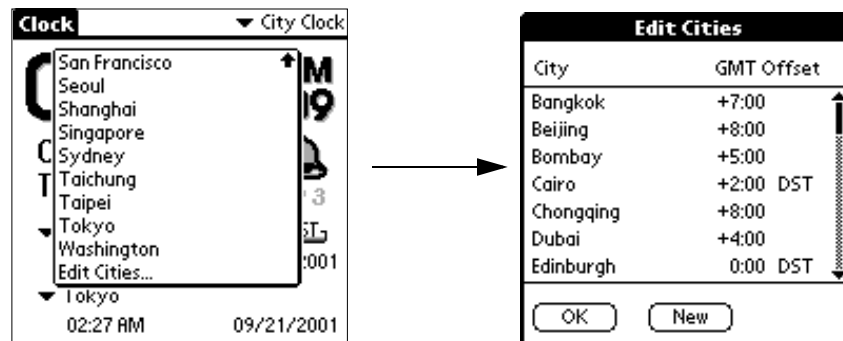 Clock
City Clock
San Francisco
Seoul
Shanghai
Singapore
Sydney
Taichung
Taipei
Tokyo
Washington
Edit Cities...
Tokyo
02:27 AM 09/21/2001
Edit Cities
City GMT Offset
Bangkok +7:00
Beijing +8:00
Bombay +5:00
Cairo +2:00 DST
Chongqing +8:00
Dubai +4:00
Edinburgh 0:00 DST
OK New